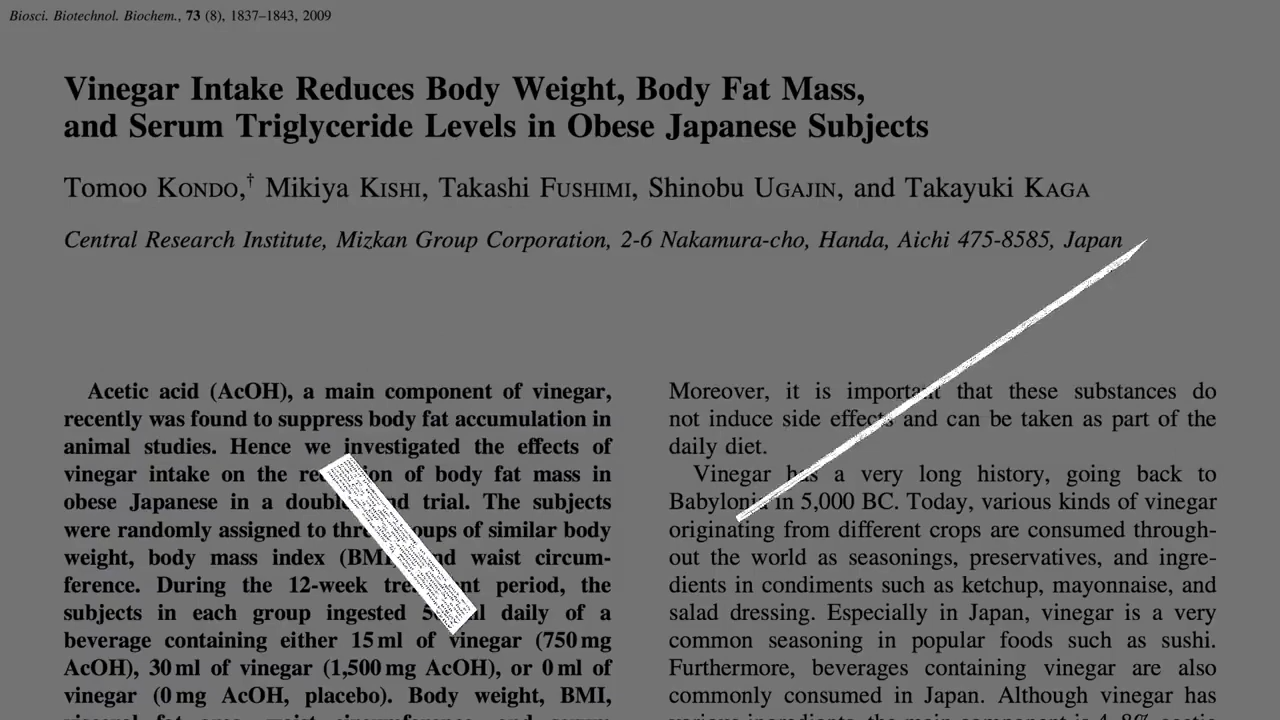 Biosci. Biotechnol. Biochem., 73 (8), 1837–1843, 2009
Vinegar Intake Reduces Body Weight, Body Fat Mass,
and Serum Triglyceride Levels in Obese Japanese Subjects
Tomoo KONDO,† Mikiya KISHI, Takashi FUSHIMI, Shinobu UGAJIN, and Takayuki KAGA
Central Research Institute, Mizkan Group Corporation, 2-6 Nakamura-cho, Handa, Aichi 475-8585, Japan
Acetic acid (AcOH), a main component of vinegar,
recently was found to suppress body fat accumulation in
animal studies. Hence we investigated the effects of
vinegar intake on the of body fat mass in
obese Japanese in a trial. The subjects
were randomly assigned to of similar body
weight, body mass index (BMI) and waist circum-
ference. During the 12-week period, the
subjects in each group ingested daily of a
beverage containing either 15 ml of vinegar (750 mg
AcOH), 30 ml of vinegar (1,500 mg AcOH), or 0 ml of
vinegar (0 mg AcOH, placebo). Body weight, BMI,
Moreover, it is important that these substances do
not induce side effects and can be taken as part of the
daily diet.
Vinegar has a very long history, going back to
Babylonia in 5,000 BC. Today, various kinds of vinegar
originating from different crops are consumed through-
out the world as seasonings, preservatives, and ingre-
dients in condiments such as ketchup, mayonnaise, and
salad dressing. Especially in Japan, vinegar is a very
common seasoning in popular foods such as sushi.
Furthermore, beverages containing vinegar are also
commonly consumed in Japan. Although vinegar has